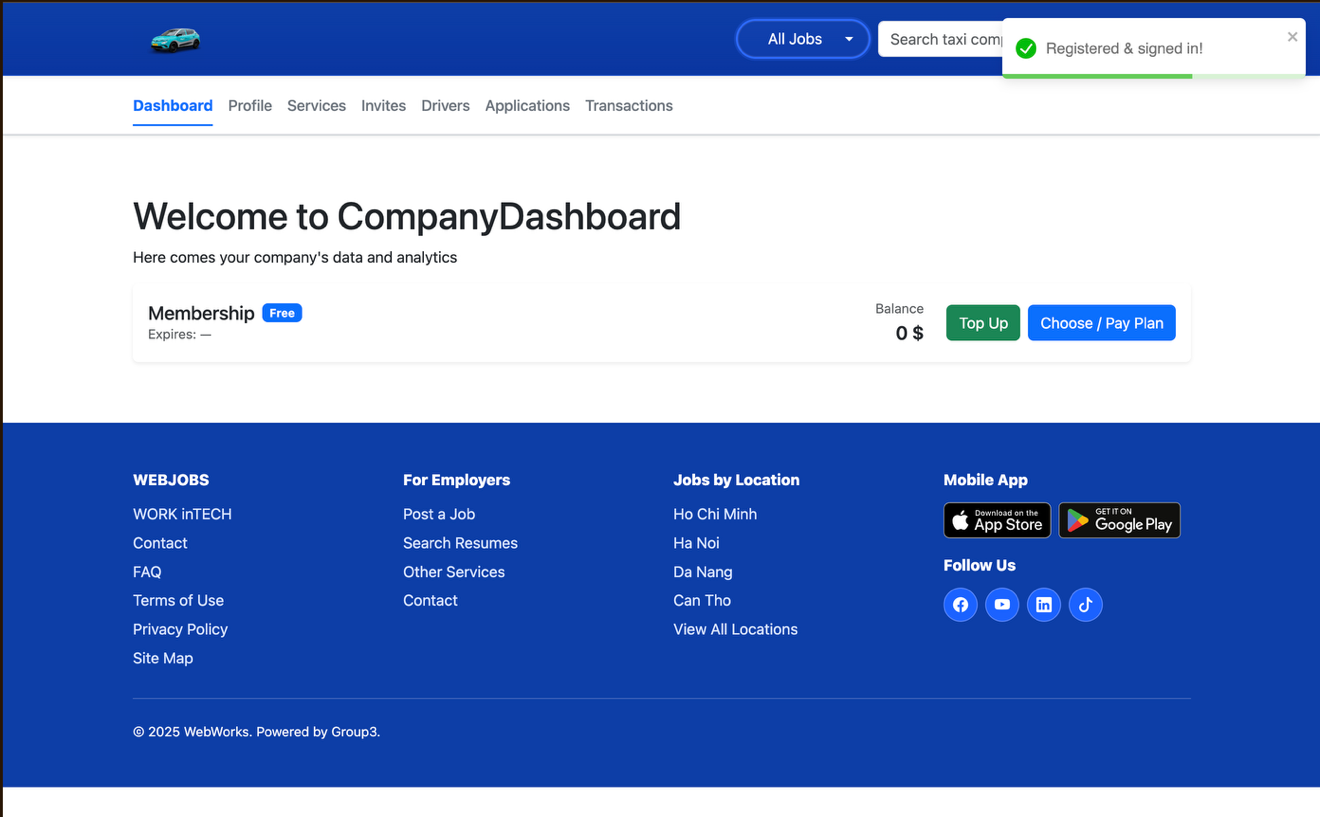 All Jobs
Search taxi com
Registered & signed in!
Dashboard Profile Services Invites Drivers Applications Transactions
Welcome to CompanyDashboard
Here comes your company's data and analytics
Membership Free
Expires: —
Balance
0 $
Top Up
Choose / Pay Plan
WEBJOBS
WORK inTECH
Contact
FAQ
Terms of Use
Privacy Policy
Site Map
For Employers
Post a Job
Search Resumes
Other Services
Contact
Jobs by Location
Ho Chi Minh
Ha Noi
Da Nang
Can Tho
View All Locations
Mobile App
Download on the
App Store
GET IT ON
Google Play
Follow Us
© 2025 WebWorks. Powered by Group3.